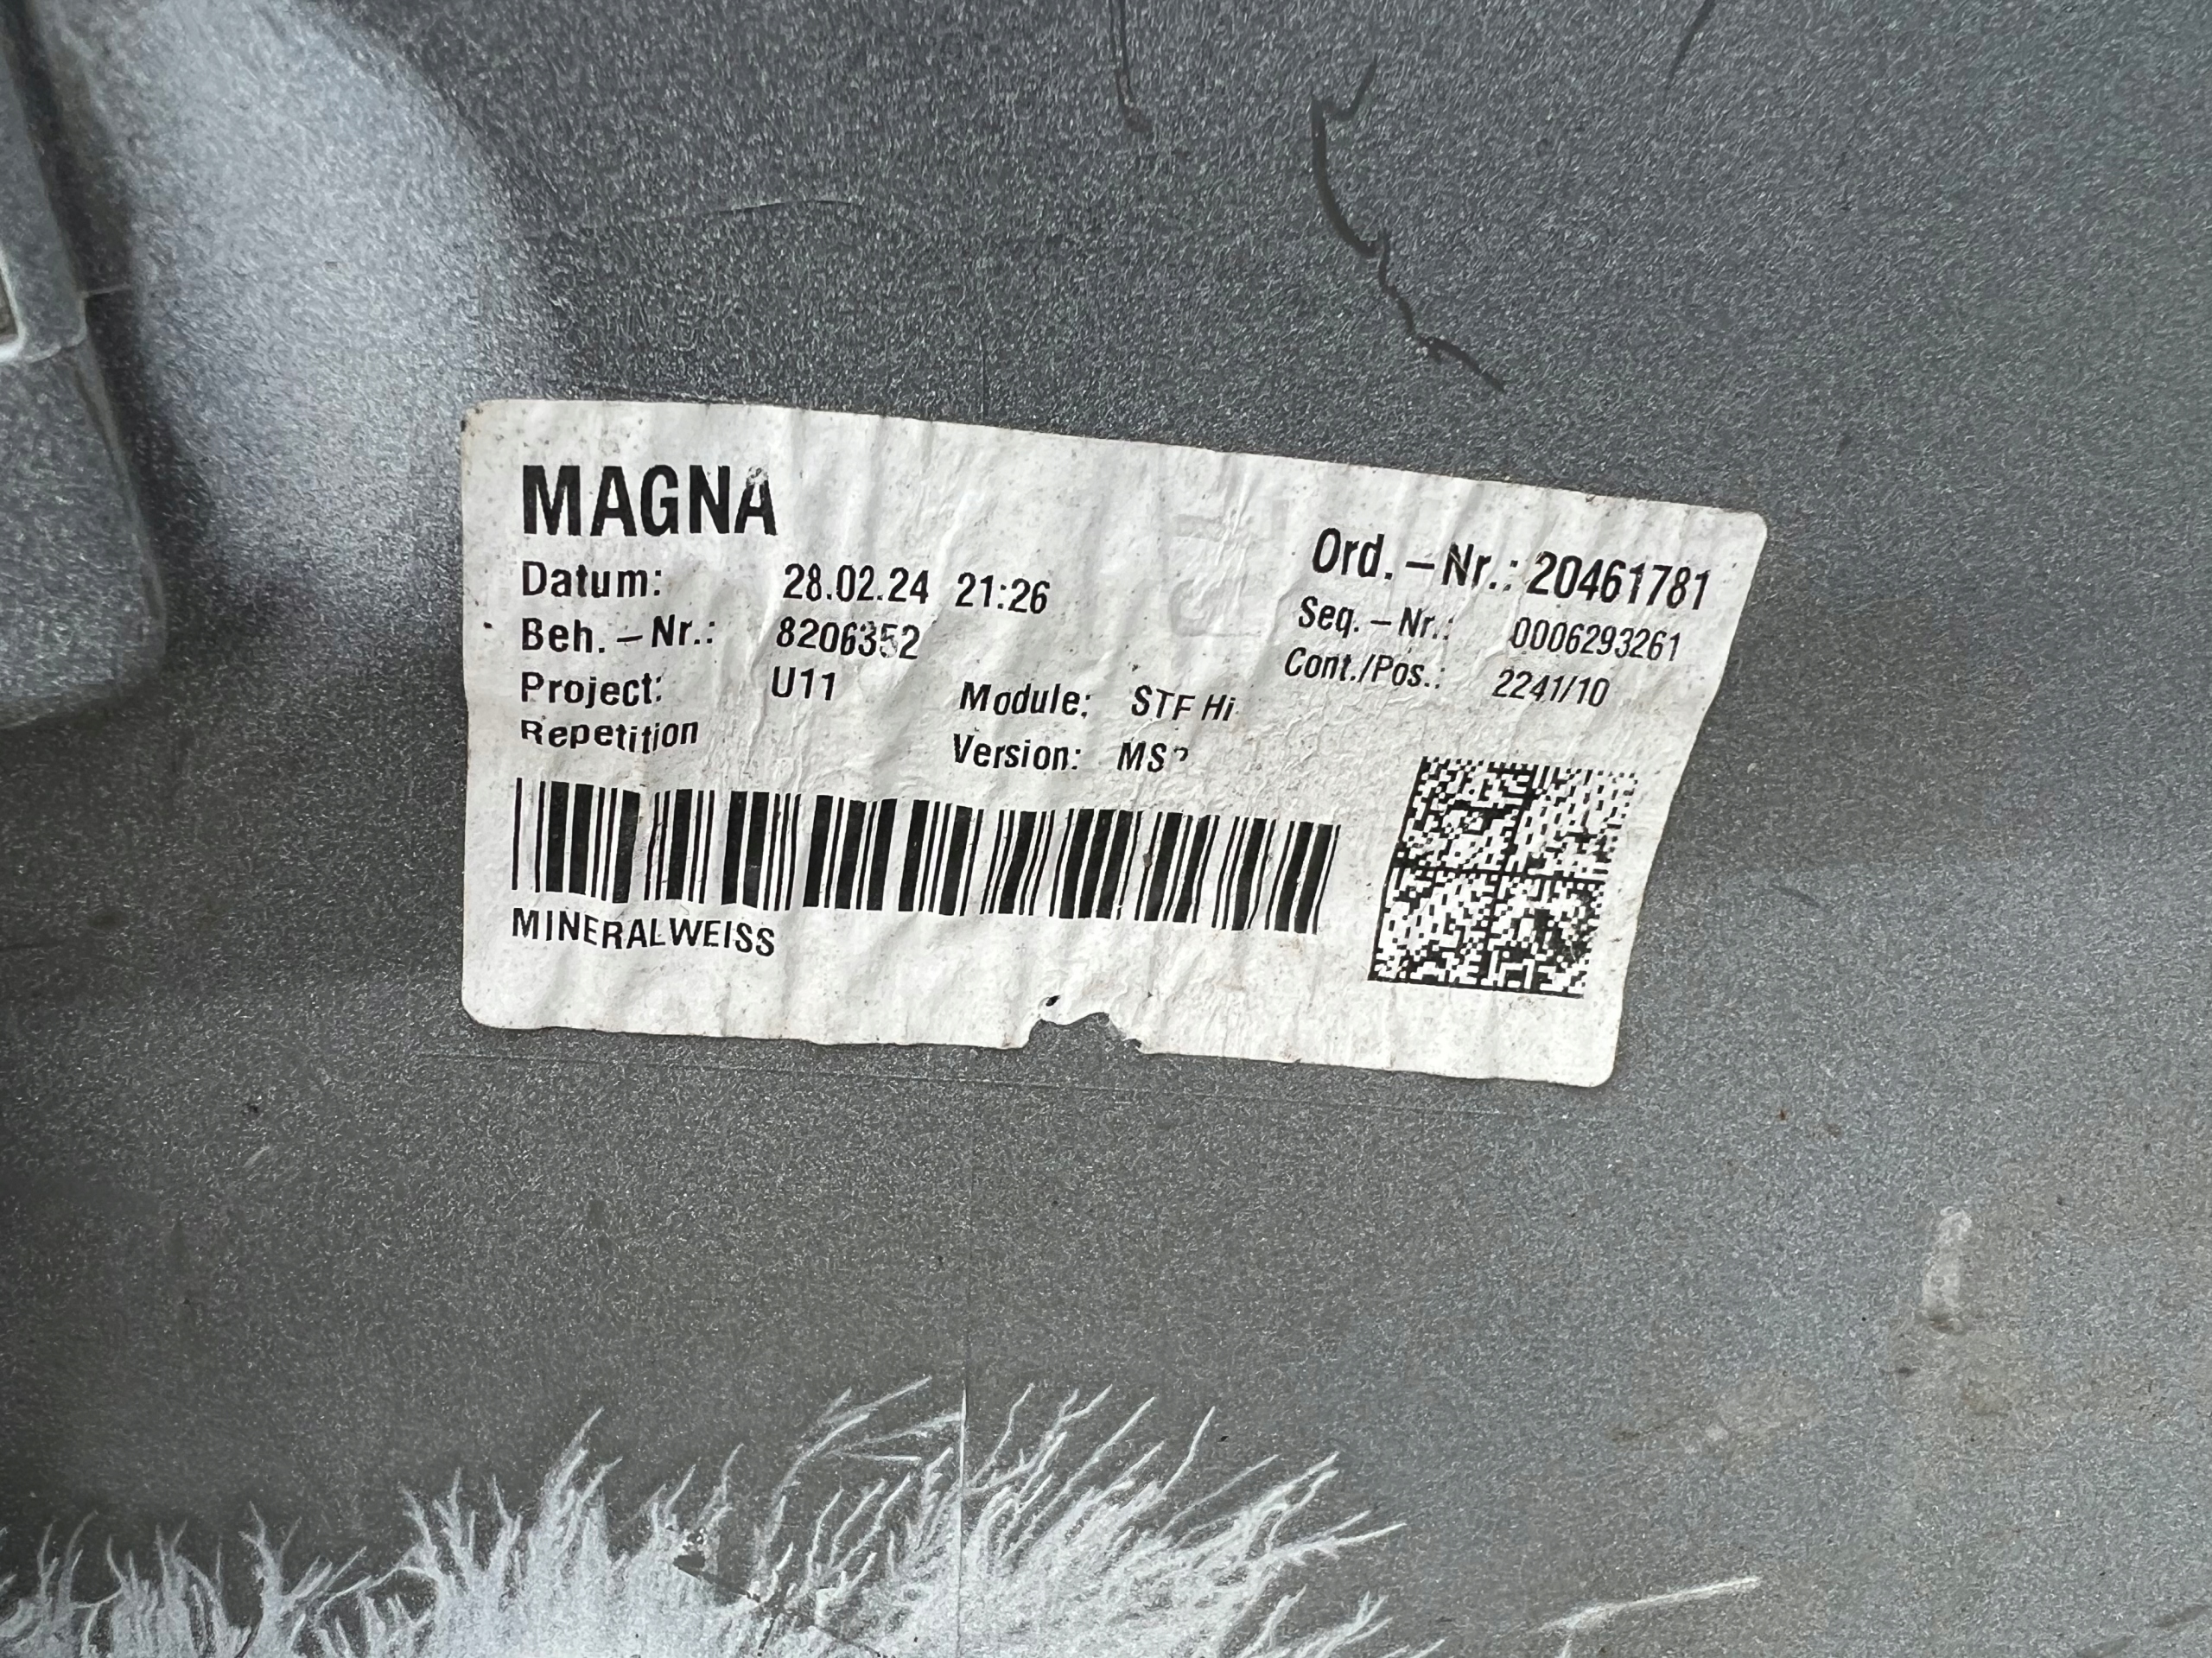 MAGNA
Ord.-Nr.: 20461781
Datum: 28.02.24 21:26
Seq.-Nr.: 0006293261
Beh.-Nr.: 8206352
Cont./Pos.: 2241/10
Project: U11
Module: STF Hi
Repetition
Version:
MINERALWEISS